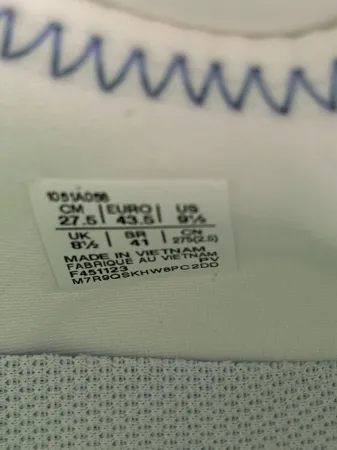 1051A056
CM EURO US
27.5 43.5 9½
UK BR CN
8½ 41 275(2.5)
MADE IN VIETNAM
FABRIQUE AU VIETNAM
F451123 PV
M7R9QSKHW8PC2DD